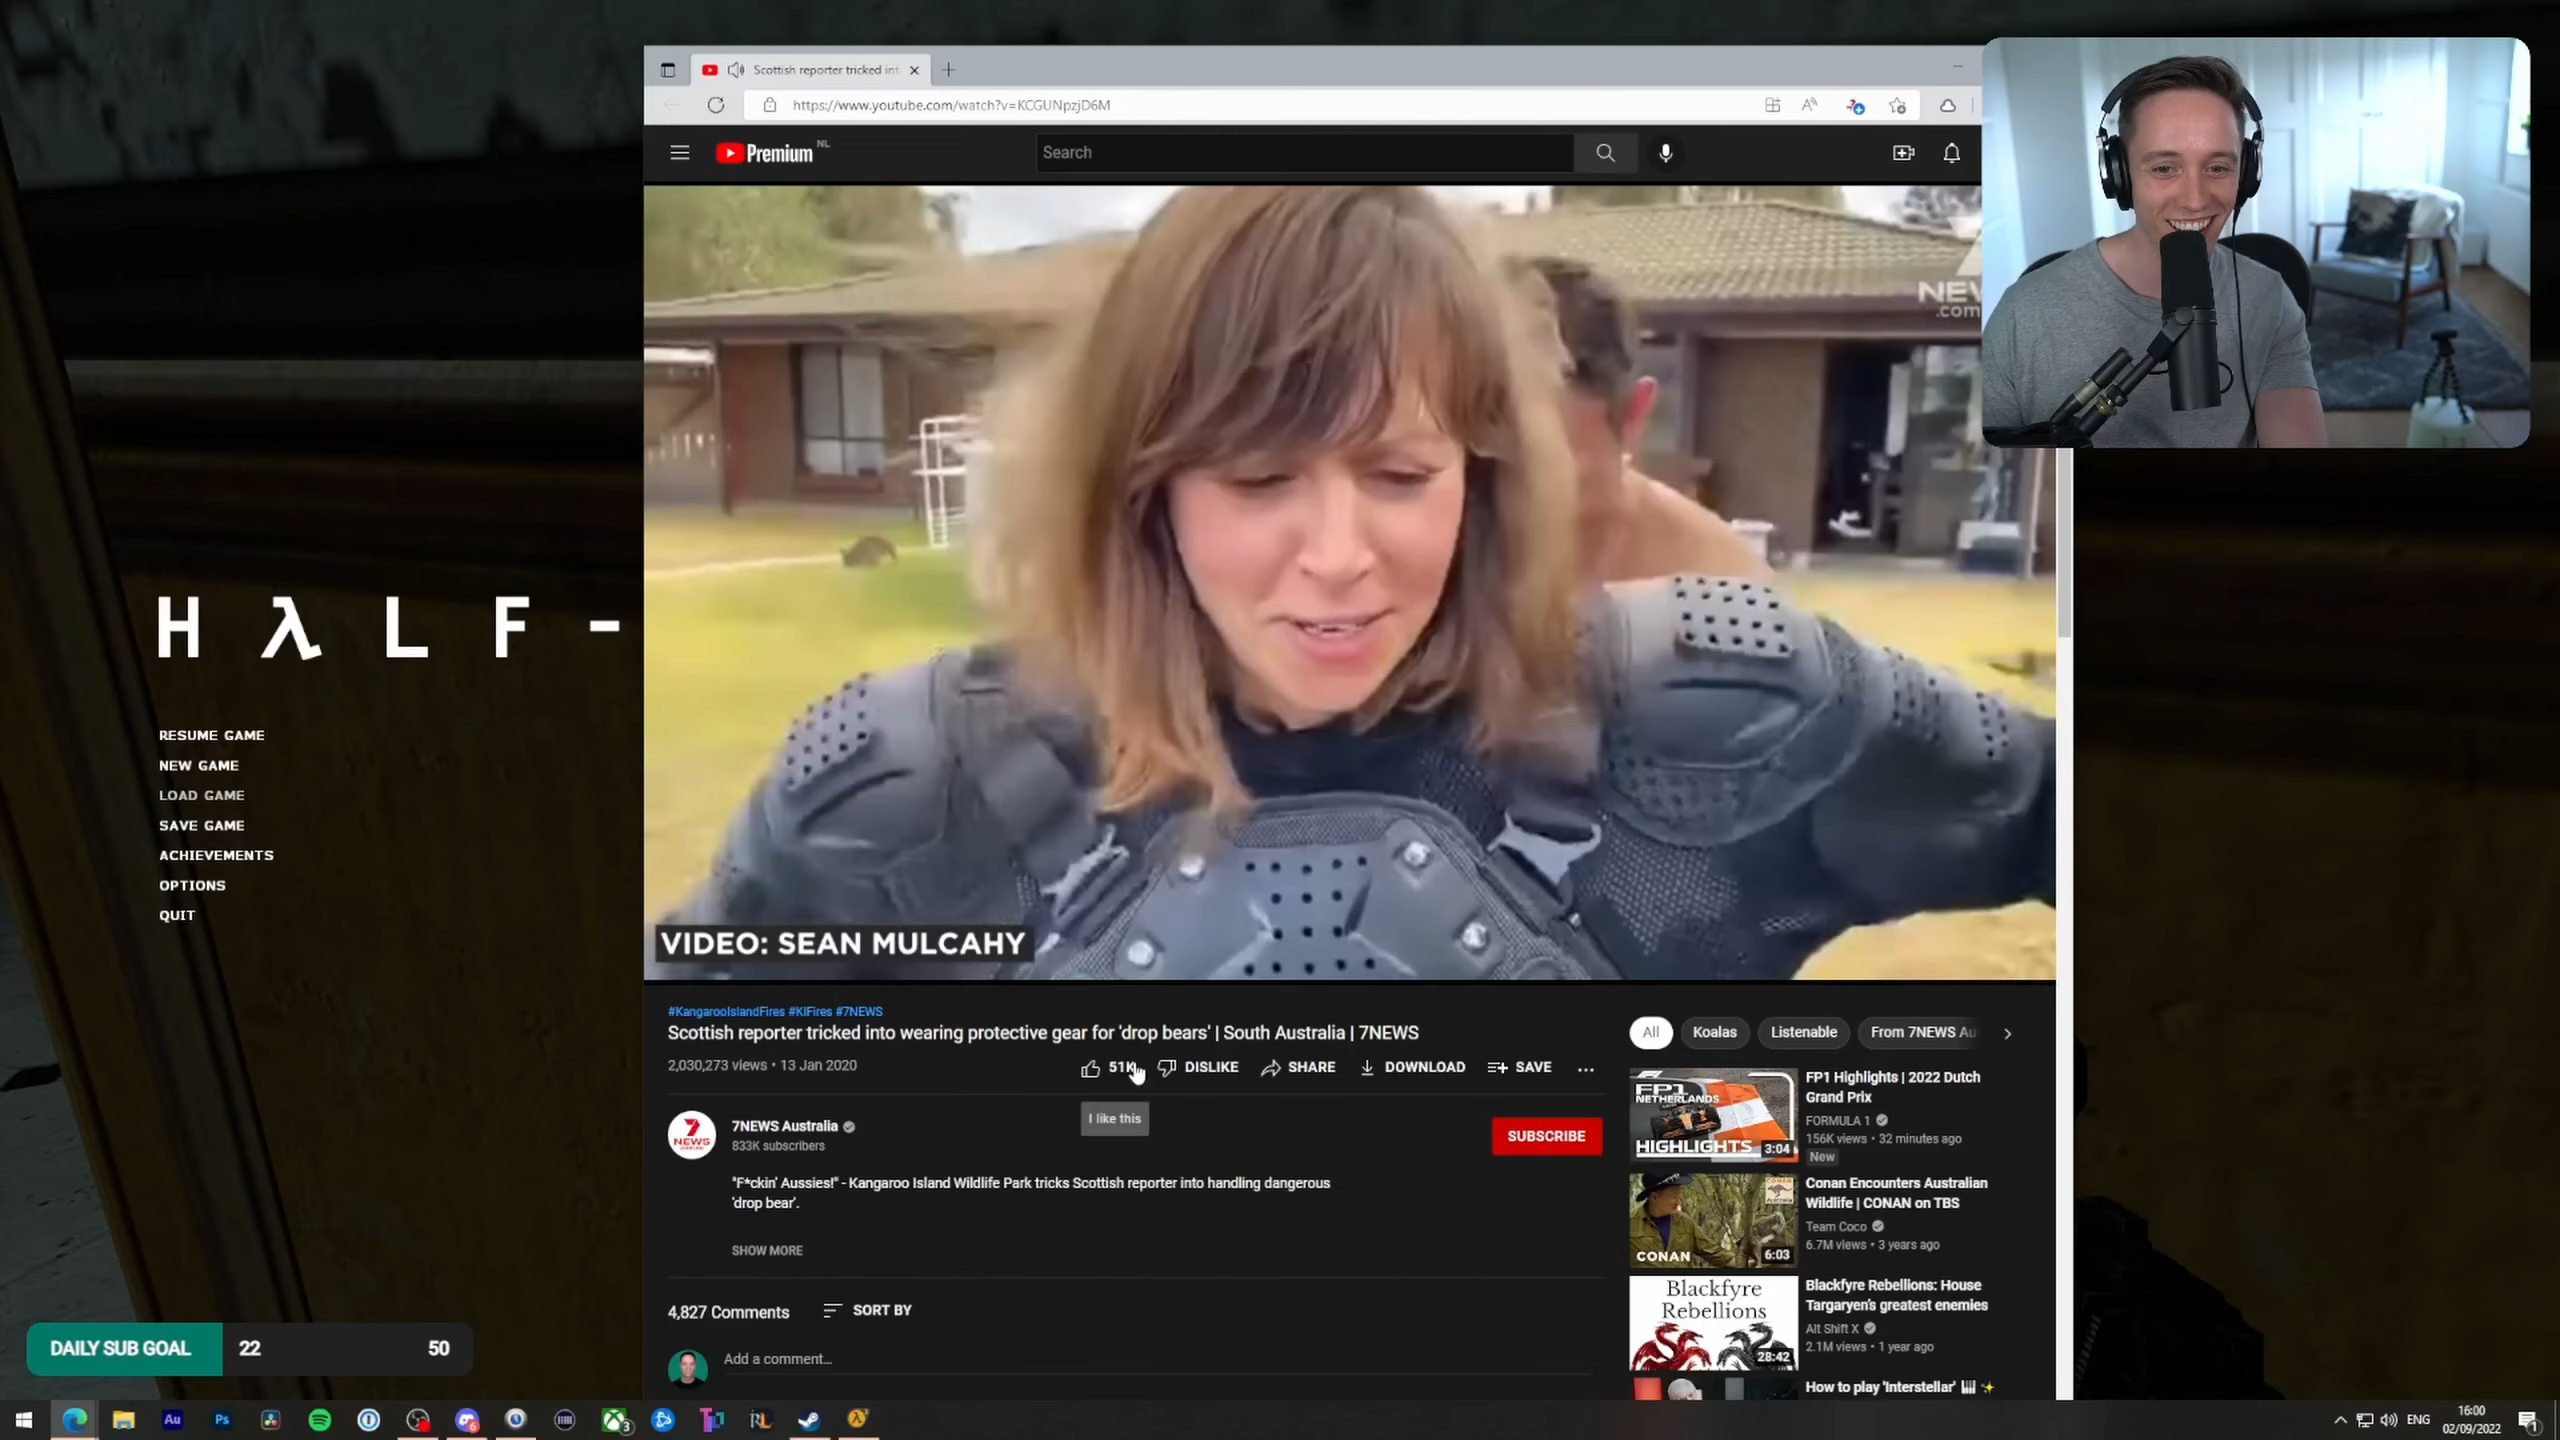 Scottish reporter tricked int
https://www.youtube.com/watch?v=KCGUNpzjD6M
Premium NL
Search
NEW
.com
HλLF-
RESUME GAME
NEW GAME
LOAD GAME
SAVE GAME
ACHIEVEMENTS
OPTIONS
QUIT
VIDEO: SEAN MULCAHY
#KangarooIslandFires #KIFires #7NEWS
Scottish reporter tricked into wearing protective gear for 'drop bears' | South Australia | 7NEWS
2,030,273 views • 13 Jan 2020
51K DISLIKE SHARE DOWNLOAD SAVE
I like this
7NEWS Australia
833K subscribers
SUBSCRIBE
7
NEWS
"F*ckin' Aussies!" - Kangaroo Island Wildlife Park tricks Scottish reporter into handling dangerous
'drop bear'.
SHOW MORE
4,827 Comments SORT BY
Add a comment...
All Koalas Listenable From 7NEWS Au
FP1
NETHERLANDS
HIGHLIGHTS 3:04
FP1 Highlights | 2022 Dutch
Grand Prix
FORMULA 1
156K views • 32 minutes ago
New
CONAN 6:03
Conan Encounters Australian
Wildlife | CONAN on TBS
Team Coco
6.7M views • 3 years ago
Blackfyre
Rebellions
28:42
Blackfyre Rebellions: House
Targaryen's greatest enemies
Alt Shift X
2.1M views • 1 year ago
How to play 'Interstellar'
DAILY SUB GOAL 22 50
Au Ps
ENG
16:00
02/09/2022